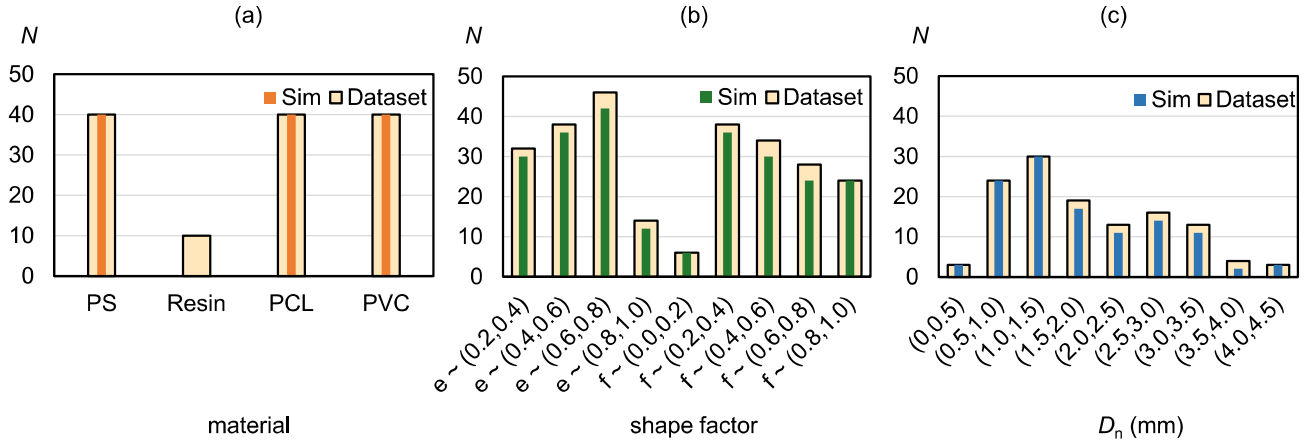 (a)
N
50
40
30
20
10
0
Sim
Dataset
PS
Resin
PCL
PVC
material
(b)
N
50
40
30
20
10
0
Sim
Dataset
e ~ (0.2,0.4)
e ~ (0.4,0.6)
e ~ (0.6,0.8)
e ~ (0.8,1.0)
f ~ (0.0,0.2)
f ~ (0.2,0.4)
f ~ (0.4,0.6)
f ~ (0.6,0.8)
f ~ (0.8,1.0)
shape factor
(c)
N
50
40
30
20
10
0
Sim
Dataset
(0,0.5)
(0.5,1.0)
(1.0,1.5)
(1.5,2.0)
(2.0,2.5)
(2.5,3.0)
(3.0,3.5)
(3.5,4.0)
(4.0,4.5)
Dn (mm)